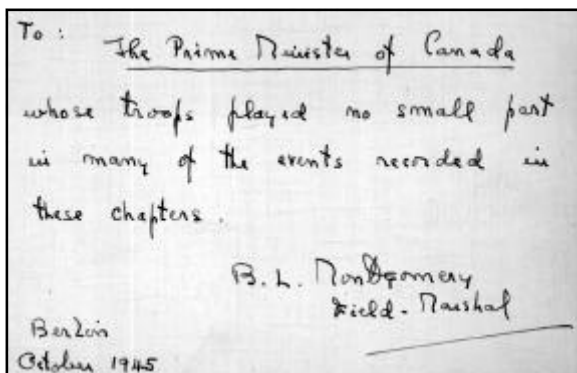 To :
The Prime Minister of Canada
whose troops played no small part
in many of the events recorded in
these chapters.
B. L. Montgomery
Field-Marshal
Berlin
October 1945